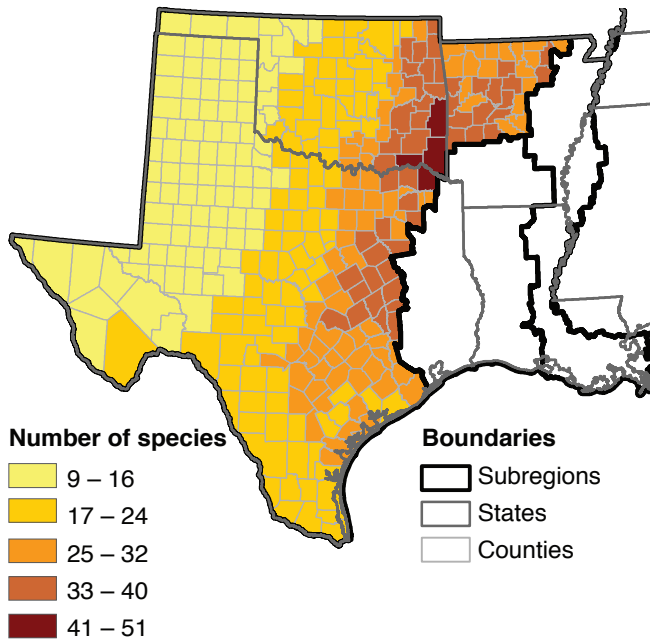 Number of species
9 – 16
17 – 24
25 – 32
33 – 40
41 – 51
Boundaries
Subregions
States
Counties